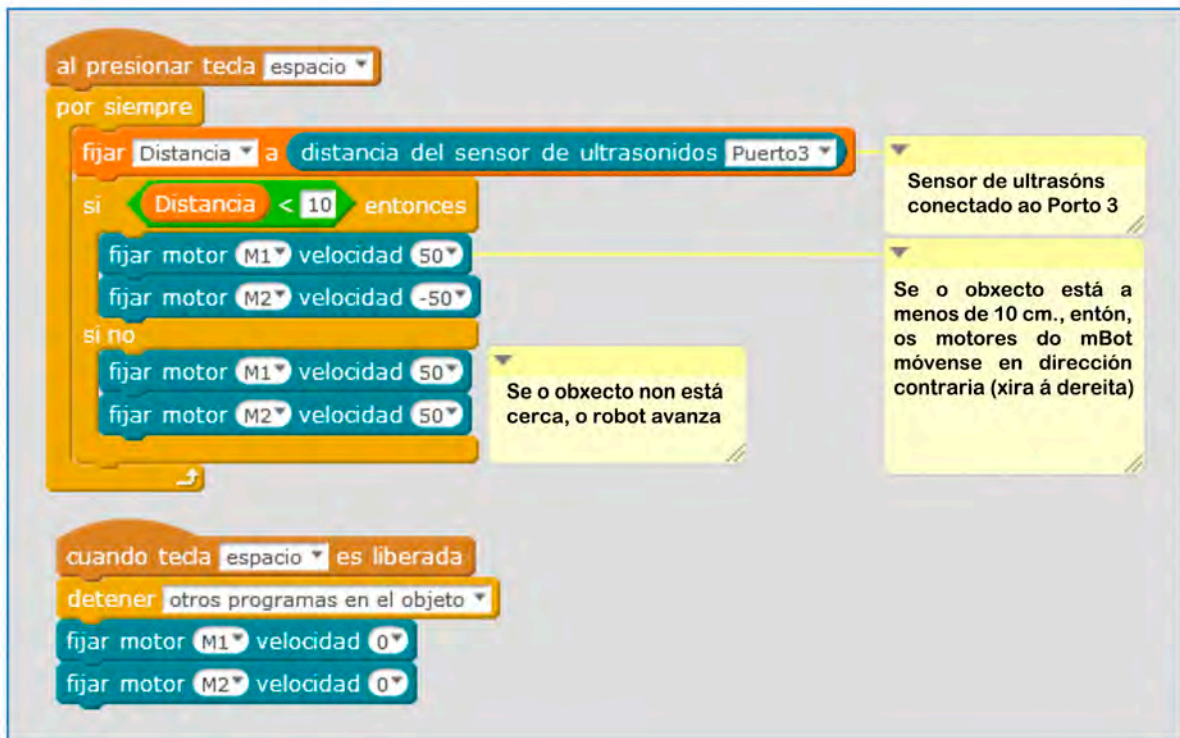 al presionar tecla espacio
por siempre
fijar Distancia a distancia del sensor de ultrasonidos Puerto3
si Distancia < 10 entonces
fijar motor M1 velocidad 50
fijar motor M2 velocidad -50
si no
fijar motor M1 velocidad 50
fijar motor M2 velocidad 50
Sensor de ultrasóns
conectado ao Porto 3
Se o obxecto está a
menos de 10 cm., entón,
os motores do mBot
móvense en dirección
contraria (xira á dereita)
Se o obxecto non está
cerca, o robot avanza
cuando tecla espacio es liberada
detener otros programas en el objeto
fijar motor M1 velocidad 0
fijar motor M2 velocidad 0